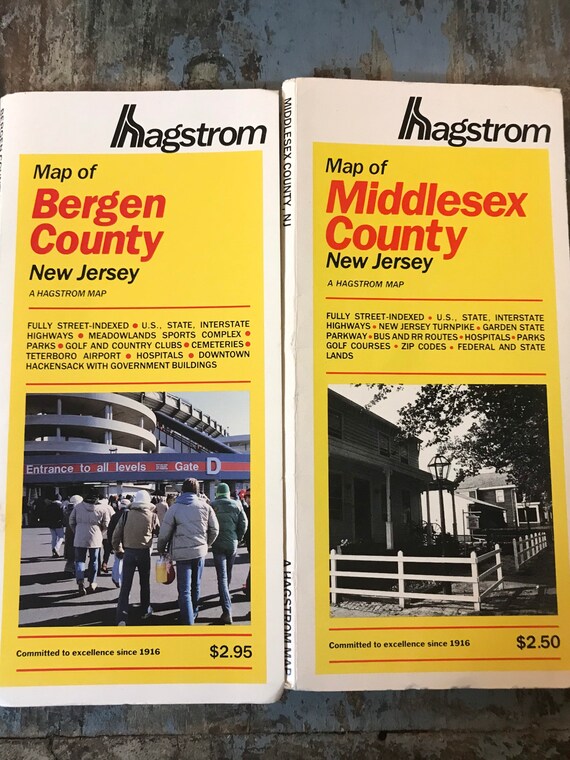 hagstrom
Map of
Bergen
County
New Jersey
A HAGSTROM MAP
FULLY STREET-INDEXED • U.S., STATE, INTERSTATE
HIGHWAYS • MEADOWLANDS SPORTS COMPLEX •
PARKS • GOLF AND COUNTRY CLUBS • CEMETERIES •
TETERBORO AIRPORT • HOSPITALS • DOWNTOWN
HACKENSACK WITH GOVERNMENT BUILDINGS
Entrance to all levels Gate D
Committed to excellence since 1916 $2.95
MIDDLESEX COUNTY, NJ
A HAGSTROM MAP
hagstrom
Map of
Middlesex
County
New Jersey
A HAGSTROM MAP
FULLY STREET-INDEXED • U.S., STATE, INTERSTATE
HIGHWAYS • NEW JERSEY TURNPIKE • GARDEN STATE
PARKWAY • BUS AND RR ROUTES • HOSPITALS • PARKS
GOLF COURSES • ZIP CODES • FEDERAL AND STATE
LANDS
Committed to excellence since 1916 $2.50